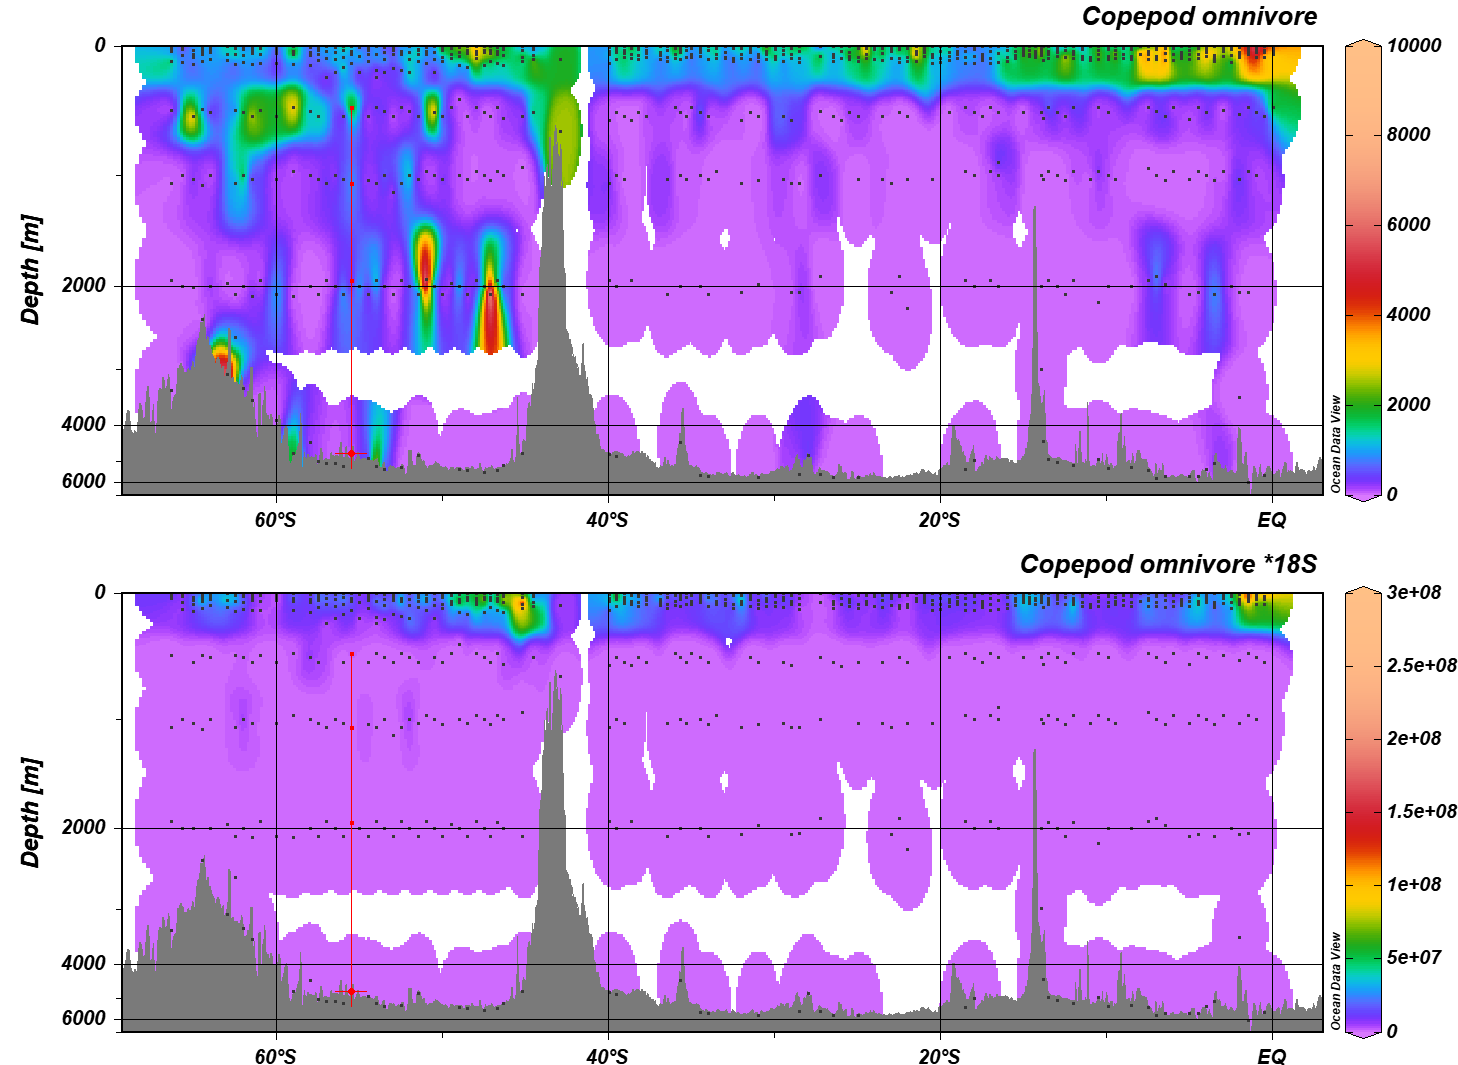 Copepod omnivore
0
2000
4000
6000
Depth [m]
60°S
40°S
20°S
EQ
10000
8000
6000
4000
2000
0
Ocean Data View
Copepod omnivore *18S
0
2000
4000
6000
Depth [m]
60°S
40°S
20°S
EQ
3e+08
2.5e+08
2e+08
1.5e+08
1e+08
5e+07
0
Ocean Data View